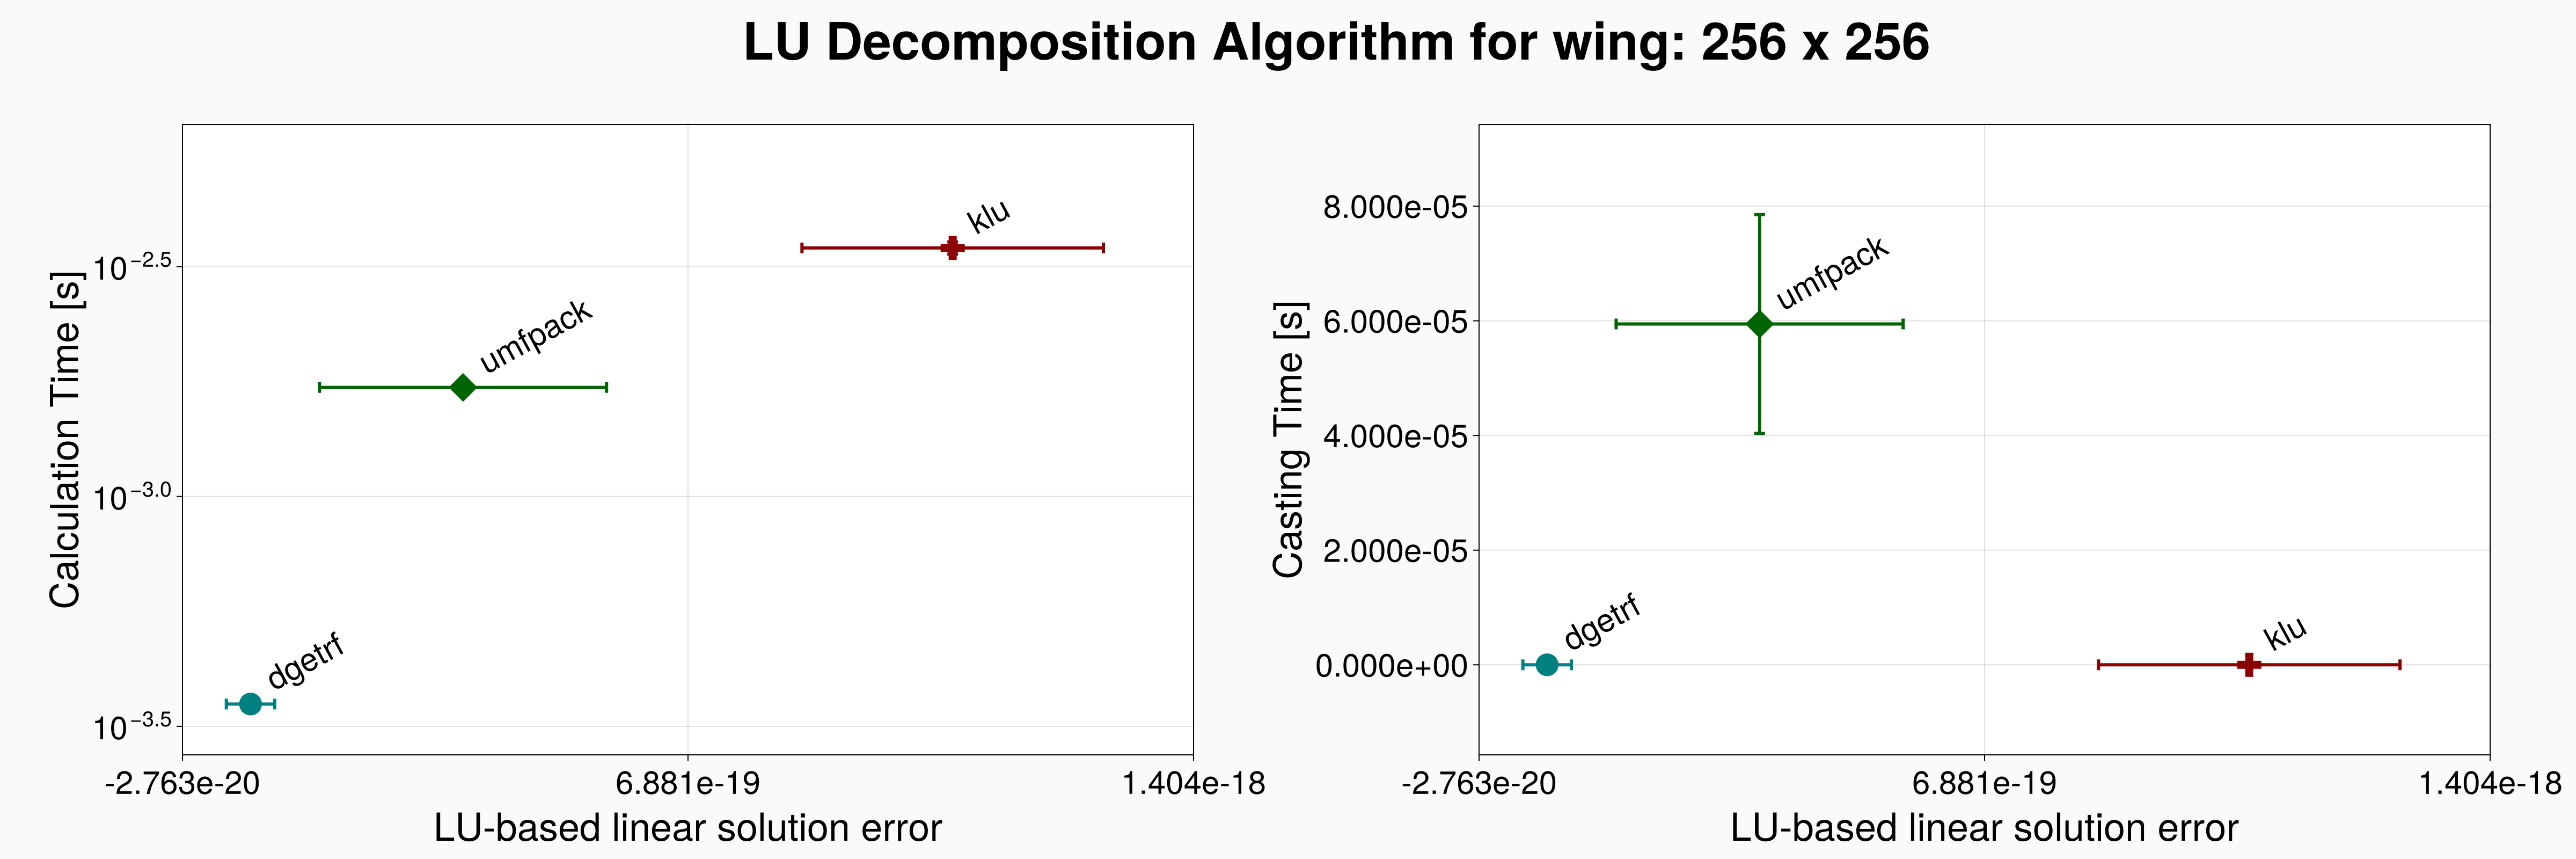 LU Decomposition Algorithm for wing: 256 x 256
Calculation Time [s]
10^−2.5
10^−3.0
10^−3.5
klu
umfpack
dgetrf
-2.763e-20 6.881e-19 1.404e-18
LU-based linear solution error
Casting Time [s]
8.000e-05
6.000e-05
4.000e-05
2.000e-05
0.000e+00
umfpack
dgetrf
klu
-2.763e-20 6.881e-19 1.404e-18
LU-based linear solution error